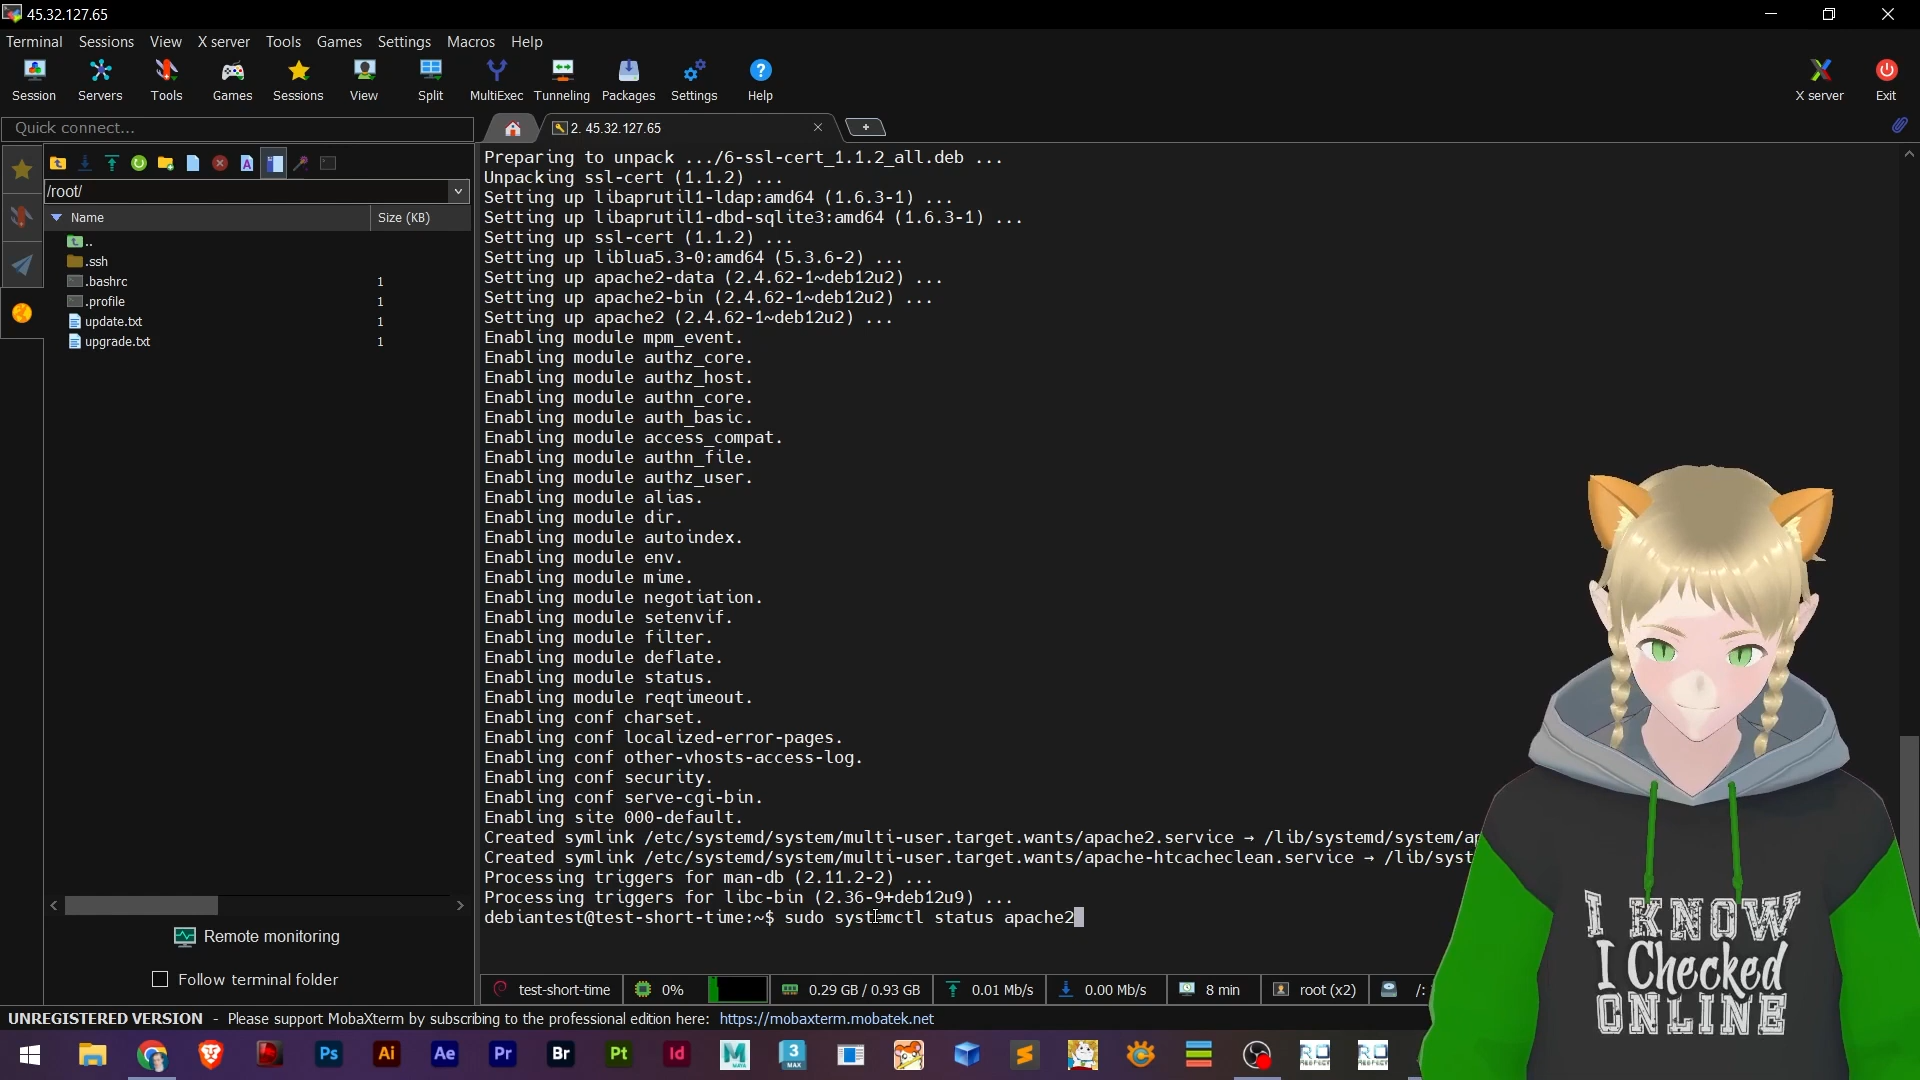 45.32.127.65
Terminal Sessions View X server Tools Games Settings Macros Help
Session Servers Tools Games Sessions View Split MultiExec Tunneling Packages Settings Help X server Exit
Quick connect...
2. 45.32.127.65
/root/
Name Size (KB)
..
.ssh
.bashrc 1
.profile 1
update.txt 1
upgrade.txt 1
Remote monitoring
Follow terminal folder
Preparing to unpack .../6-ssl-cert_1.1.2_all.deb ...
Unpacking ssl-cert (1.1.2) ...
Setting up libaprutil1-ldap:amd64 (1.6.3-1) ...
Setting up libaprutil1-dbd-sqlite3:amd64 (1.6.3-1) ...
Setting up ssl-cert (1.1.2) ...
Setting up liblua5.3-0:amd64 (5.3.6-2) ...
Setting up apache2-data (2.4.62-1~deb12u2) ...
Setting up apache2-bin (2.4.62-1~deb12u2) ...
Setting up apache2 (2.4.62-1~deb12u2) ...
Enabling module mpm_event.
Enabling module authz_core.
Enabling module authz_host.
Enabling module authn_core.
Enabling module auth_basic.
Enabling module access_compat.
Enabling module authn_file.
Enabling module authz_user.
Enabling module alias.
Enabling module dir.
Enabling module autoindex.
Enabling module env.
Enabling module mime.
Enabling module negotiation.
Enabling module setenvif.
Enabling module filter.
Enabling module deflate.
Enabling module status.
Enabling module reqtimeout.
Enabling conf charset.
Enabling conf localized-error-pages.
Enabling conf other-vhosts-access-log.
Enabling conf security.
Enabling conf serve-cgi-bin.
Enabling site 000-default.
Created symlink /etc/systemd/system/multi-user.target.wants/apache2.service → /lib/systemd/system/ap
Created symlink /etc/systemd/system/multi-user.target.wants/apache-htcacheclean.service → /lib/syst
Processing triggers for man-db (2.11.2-2) ...
Processing triggers for libc-bin (2.36-9+deb12u9) ...
debiantest@test-short-time:~$ sudo systemctl status apache2
test-short-time 0% 0.29 GB / 0.93 GB 0.01 Mb/s 0.00 Mb/s 8 min root (x2) /:
UNREGISTERED VERSION - Please support MobaXterm by subscribing to the professional edition here: https://mobaxterm.mobatek.net
I KNOW
I Checked
ONLINE
Ps Ai Ae Pr Br Pt Id M 3